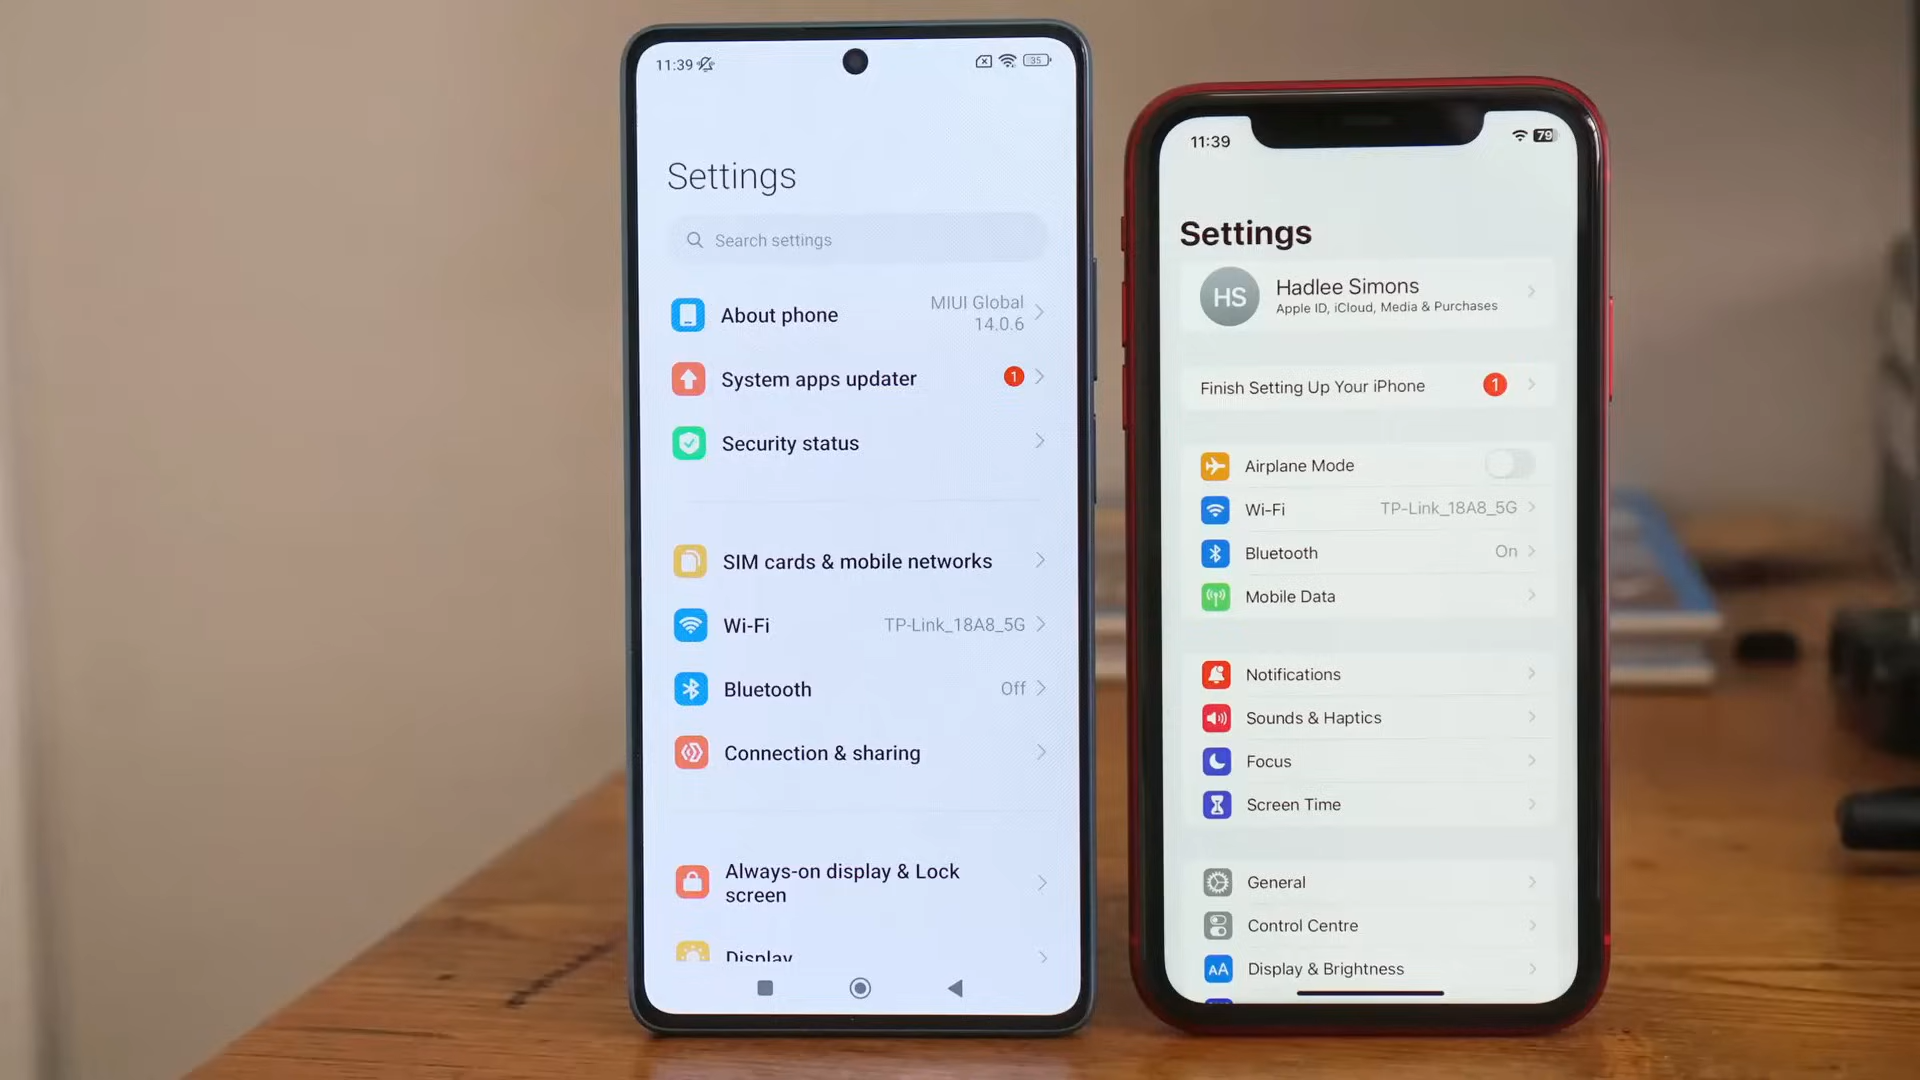 11:39
35
Settings
Search settings
About phone
MIUI Global
14.0.6
System apps updater
1
Security status
SIM cards & mobile networks
Wi-Fi
TP-Link_18A8_5G
Bluetooth
Off
Connection & sharing
Always-on display & Lock
screen
Display
11:39
79
Settings
HS
Hadlee Simons
Apple ID, iCloud, Media & Purchases
Finish Setting Up Your iPhone
1
Airplane Mode
Wi-Fi
TP-Link_18A8_5G
Bluetooth
On
Mobile Data
Notifications
Sounds & Haptics
Focus
Screen Time
General
Control Centre
AA
Display & Brightness